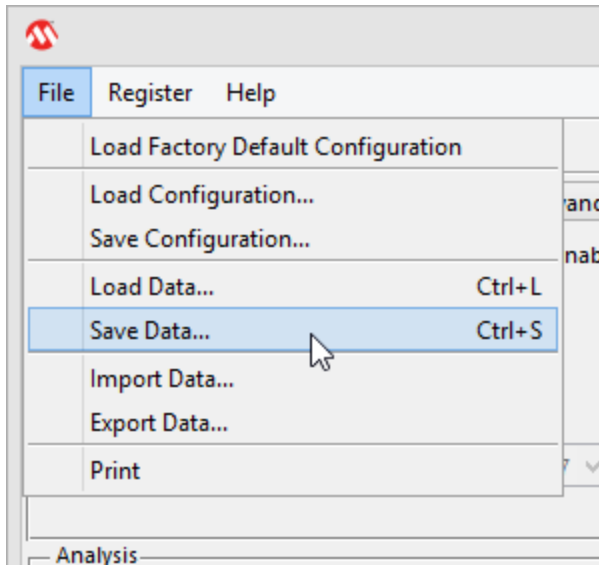 File Register Help
Load Factory Default Configuration
Load Configuration...
Save Configuration...
Load Data... Ctrl+L
Save Data... Ctrl+S
Import Data...
Export Data...
Print
Analysis